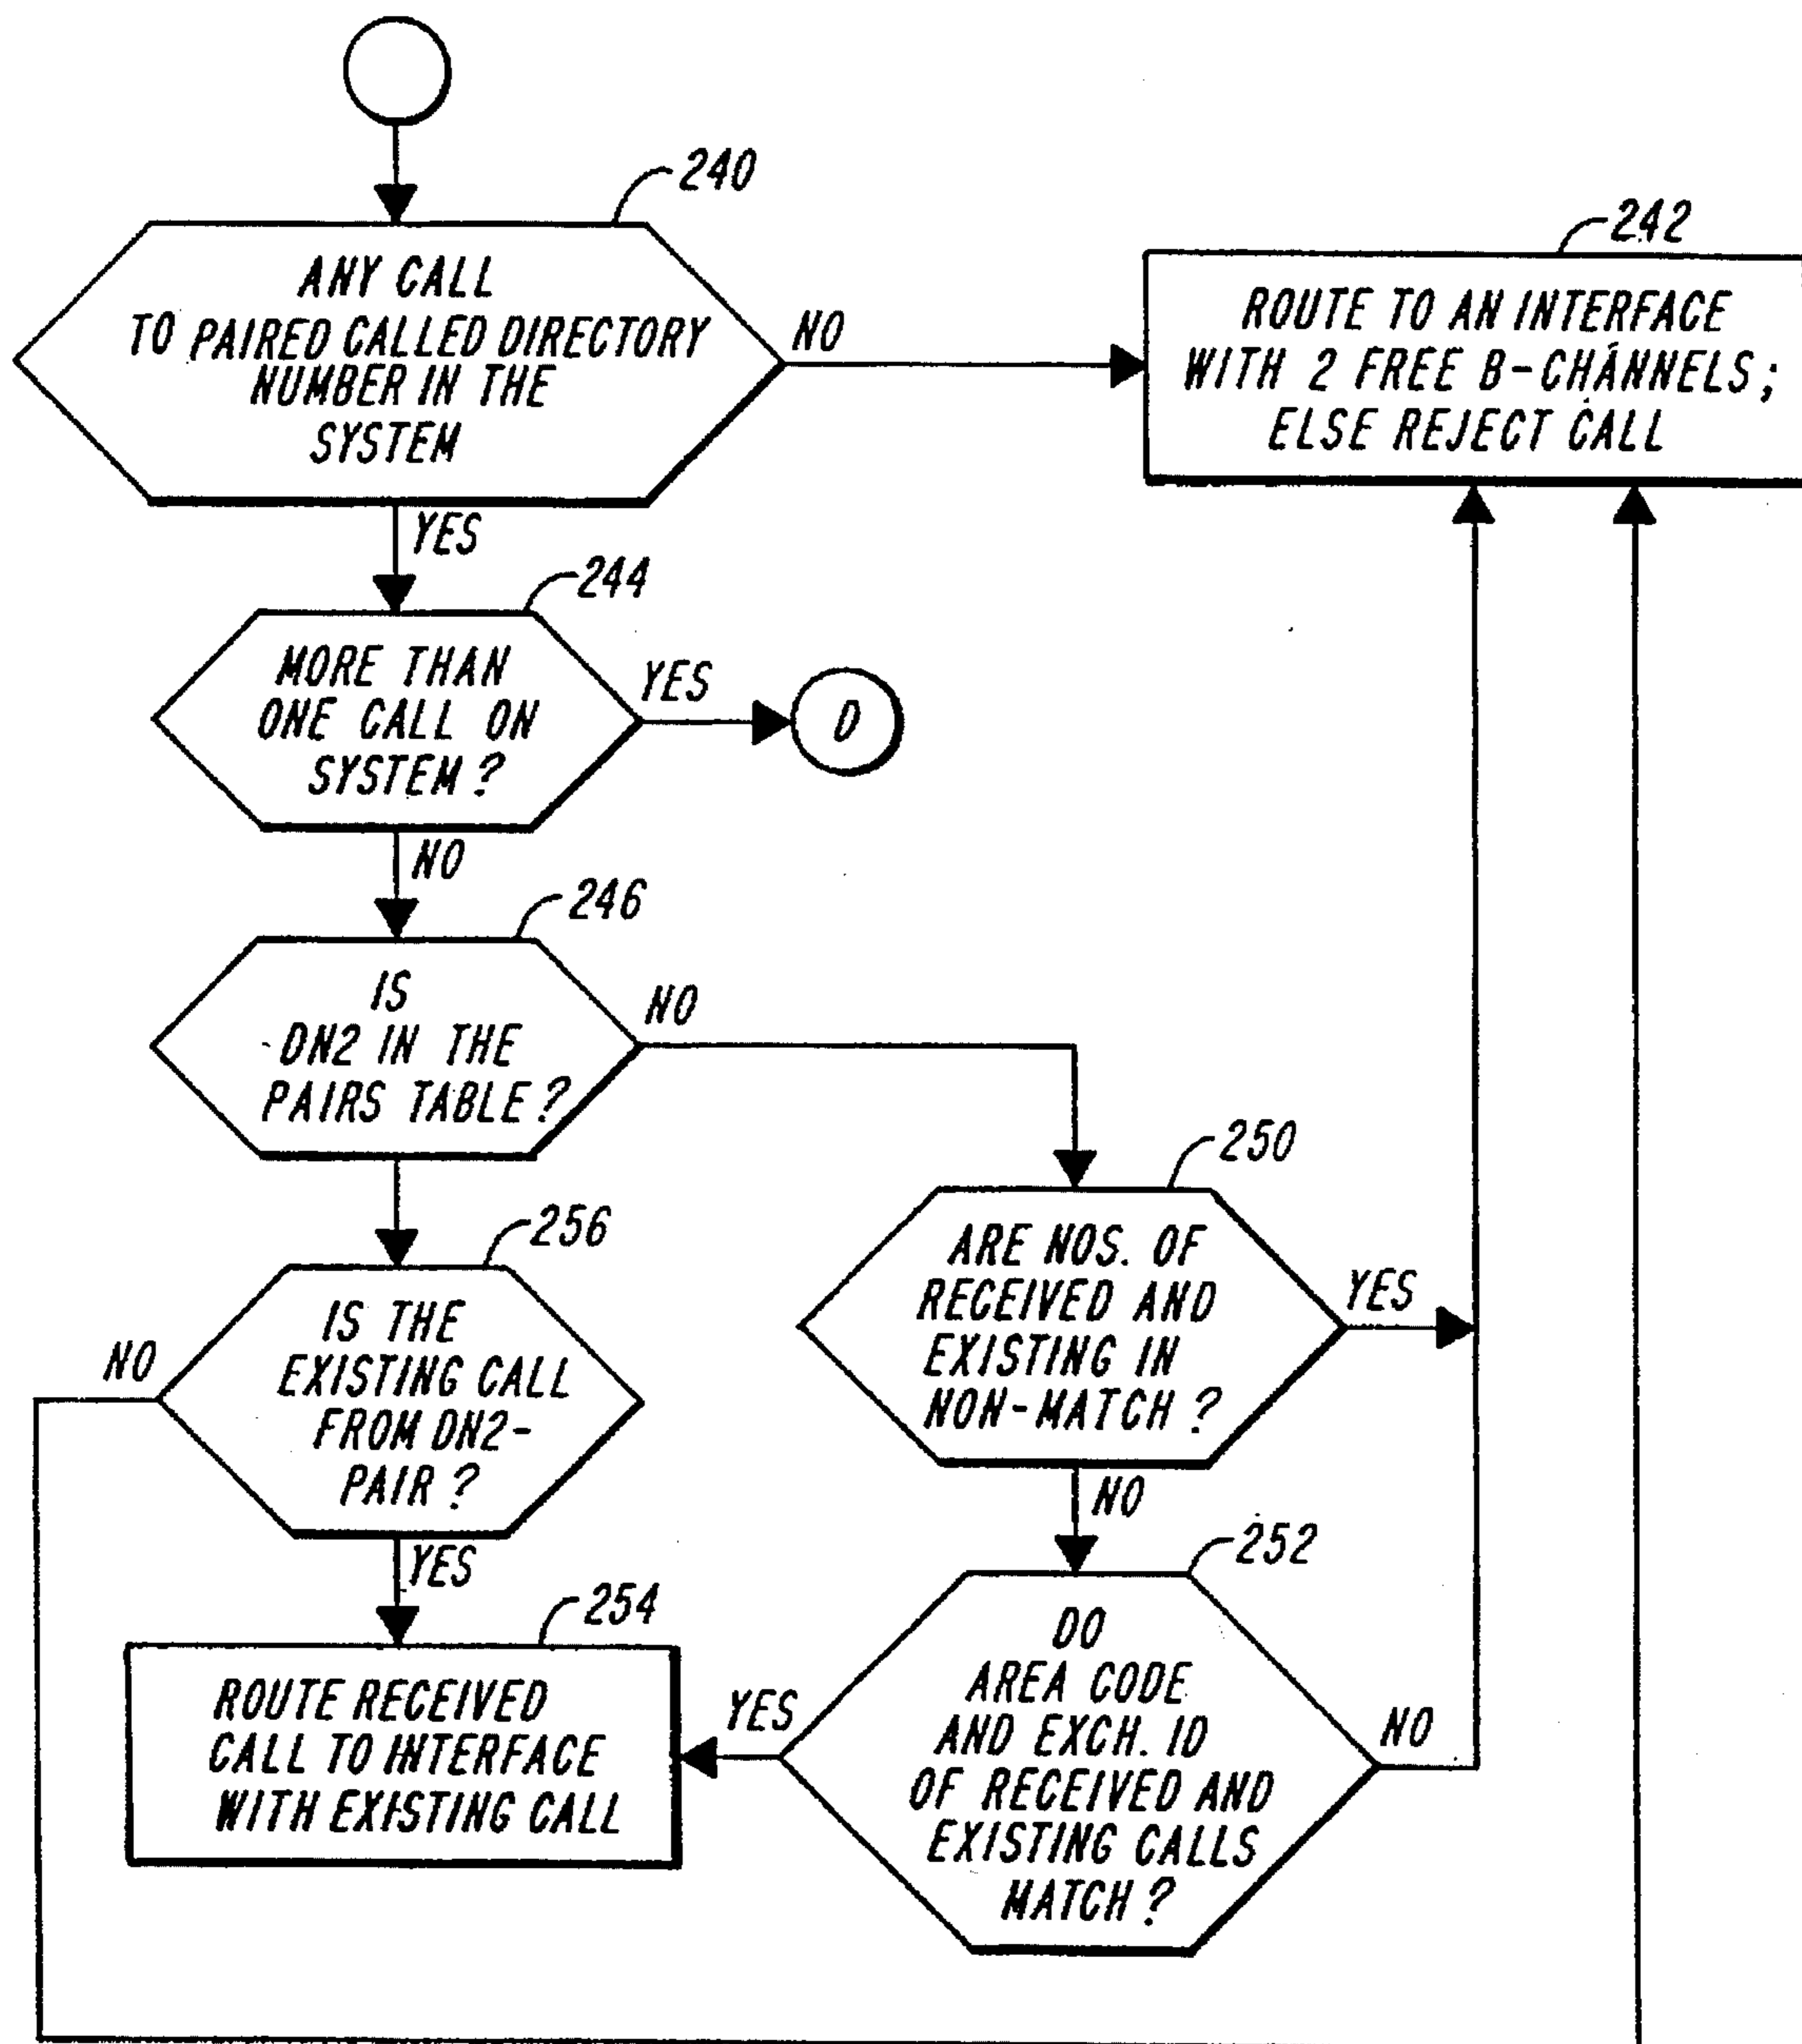 240
ANY CALL
TO PAIRED CALLED DIRECTORY
NUMBER IN THE
SYSTEM
NO
242
ROUTE TO AN INTERFACE
WITH 2 FREE B-CHANNELS;
ELSE REJECT CALL
YES
244
MORE THAN
ONE CALL ON
SYSTEM?
YES
D
NO
246
IS
DN2 IN THE
PAIRS TABLE?
NO
250
ARE NOS. OF
RECEIVED AND
EXISTING IN
NON-MATCH?
YES
NO
256
IS THE
EXISTING CALL
FROM DN2-
PAIR?
NO
YES
252
DO
AREA CODE
AND EXCH. ID
OF RECEIVED AND
EXISTING CALLS
MATCH?
YES
NO
254
ROUTE RECEIVED
CALL TO INTERFACE
WITH EXISTING CALL